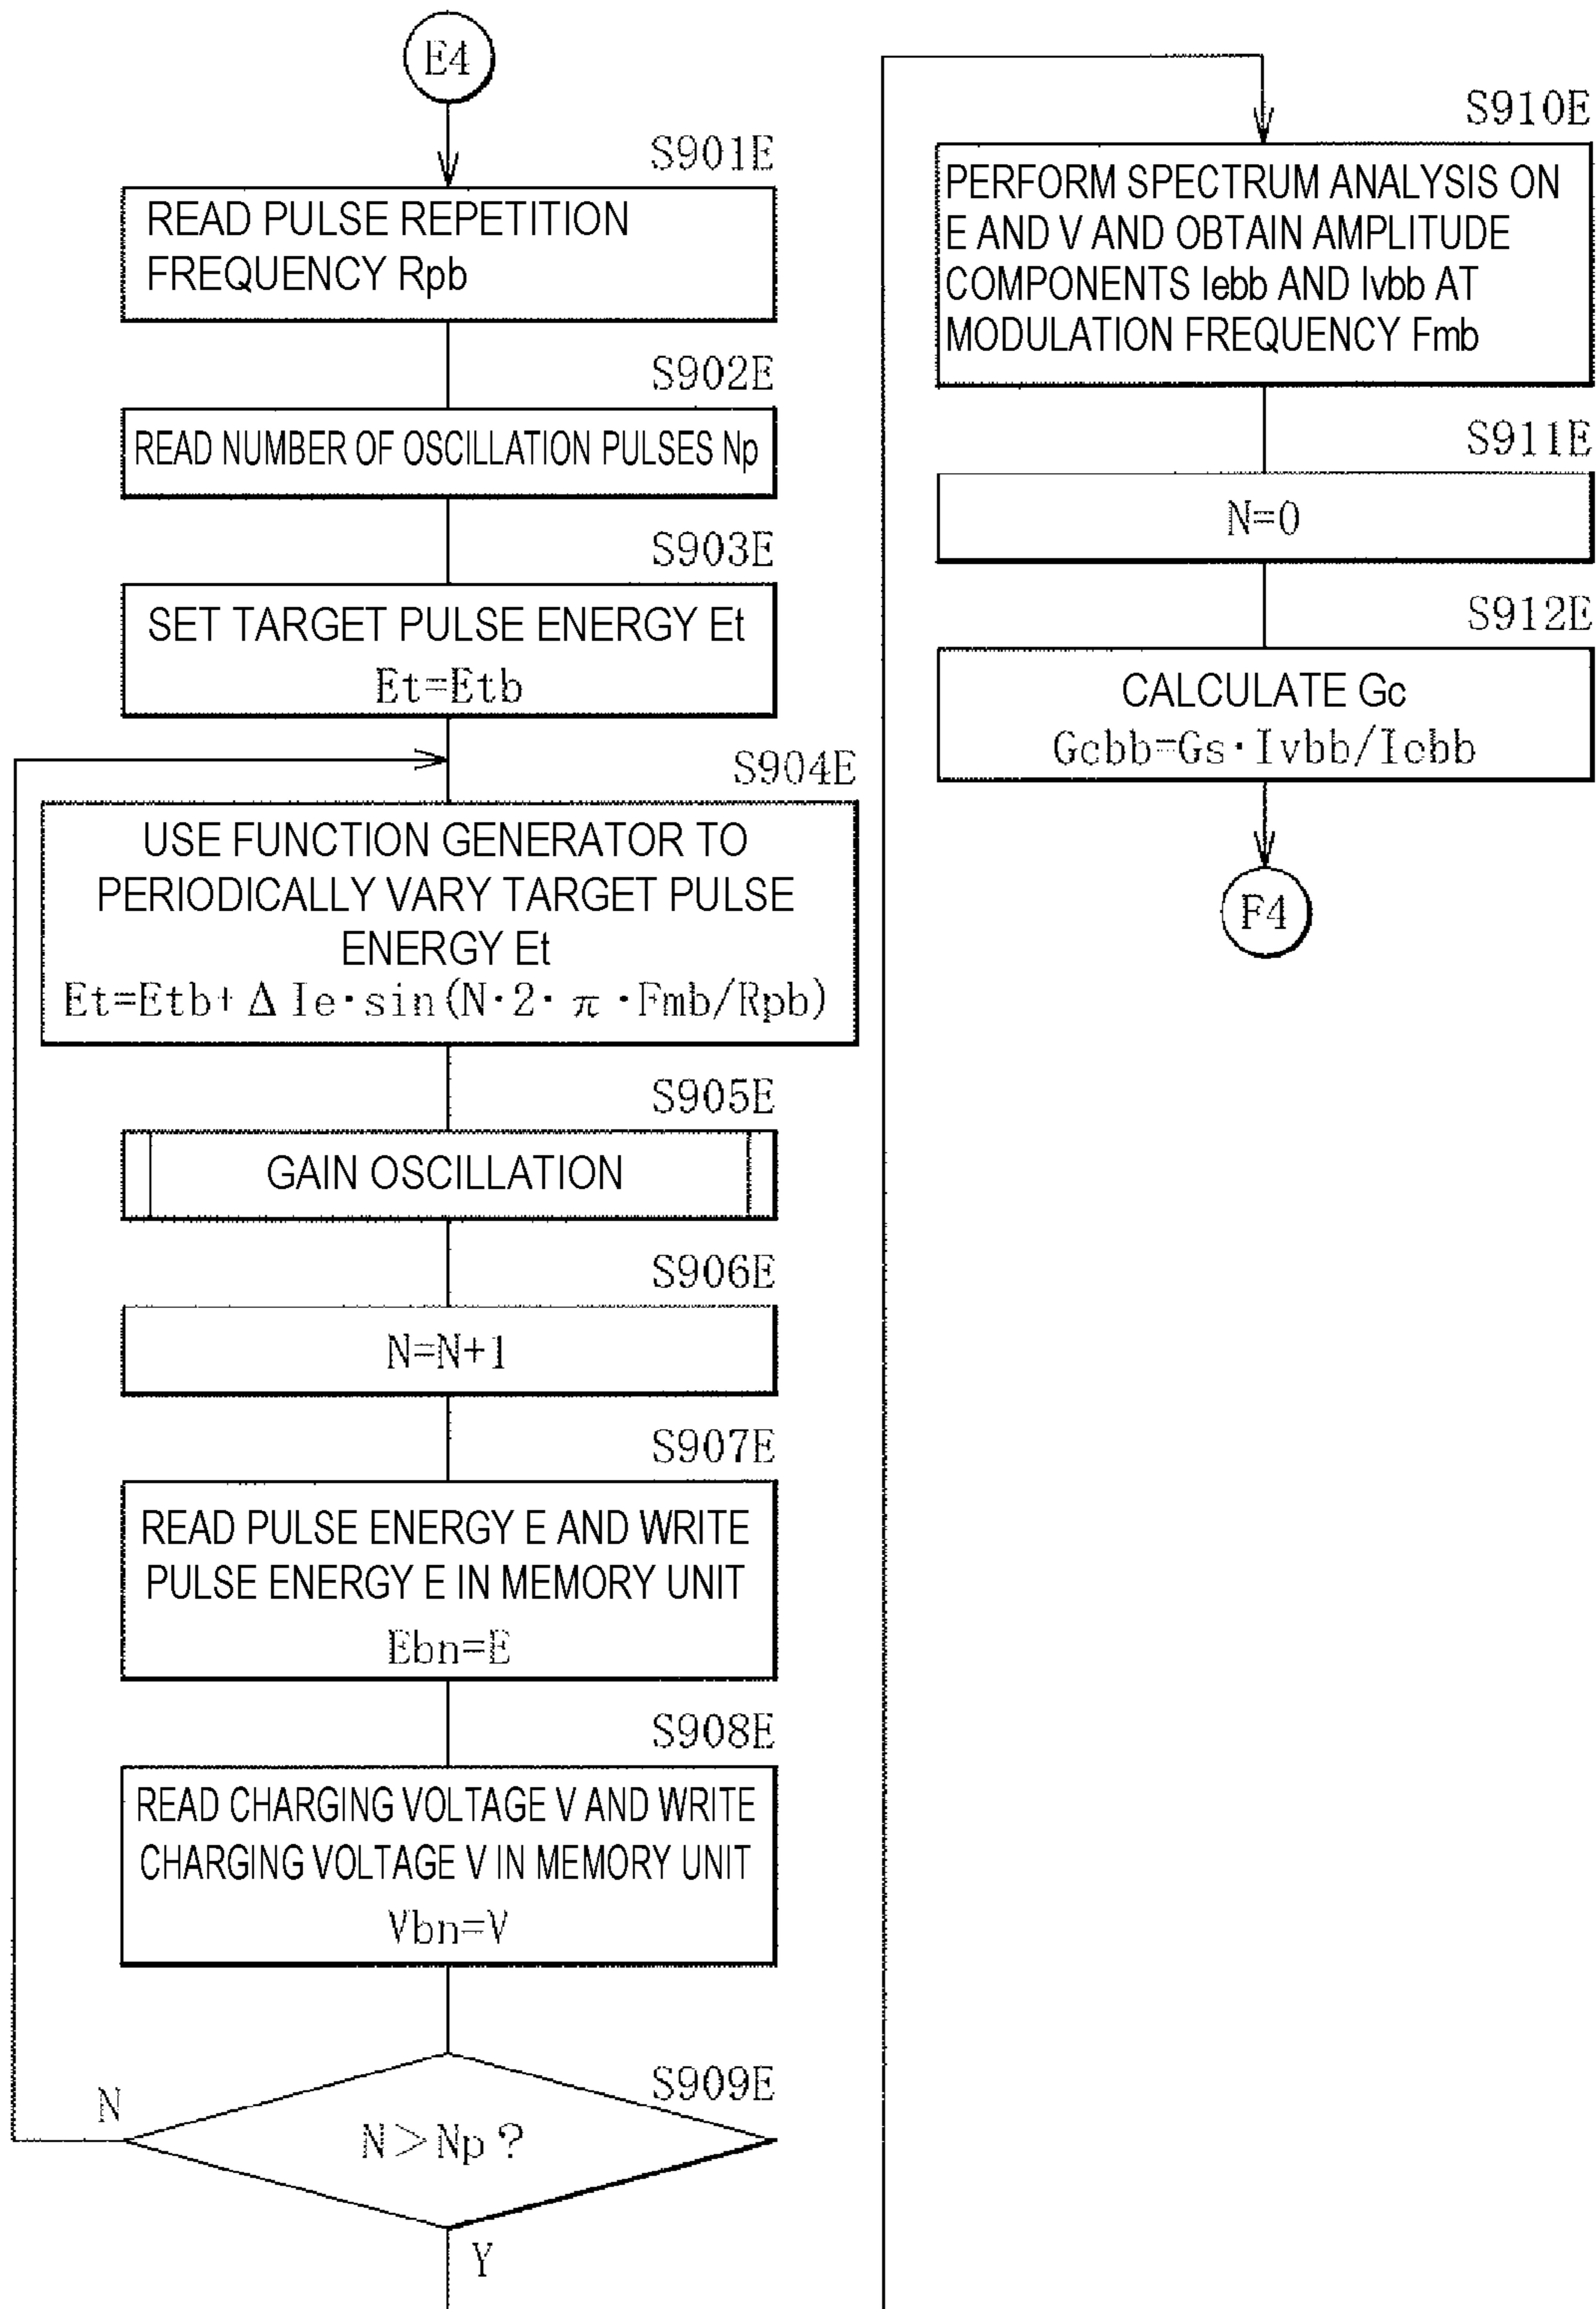 E4
S901E
READ PULSE REPETITION
FREQUENCY Rpb
S902E
READ NUMBER OF OSCILLATION PULSES Np
S903E
SET TARGET PULSE ENERGY Et
Et=Etb
S904E
USE FUNCTION GENERATOR TO
PERIODICALLY VARY TARGET PULSE
ENERGY Et
Et=Etb+ΔIe·sin(N·2·π·Fmb/Rpb)
S905E
GAIN OSCILLATION
S906E
N=N+1
S907E
READ PULSE ENERGY E AND WRITE
PULSE ENERGY E IN MEMORY UNIT
Ebn=E
S908E
READ CHARGING VOLTAGE V AND WRITE
CHARGING VOLTAGE V IN MEMORY UNIT
Vbn=V
S909E
N
N>Np?
Y
S910E
PERFORM SPECTRUM ANALYSIS ON
E AND V AND OBTAIN AMPLITUDE
COMPONENTS Iebb AND Ivbb AT
MODULATION FREQUENCY Fmb
S911E
N=0
S912E
CALCULATE Gc
Gcbb=Gs·Ivbb/Iebb
F4